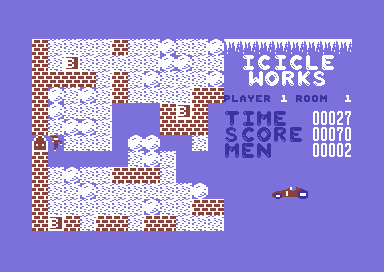 ICICLE
WORKS
PLAYER 1 ROOM 1
TIME 00027
SCORE 00070
MEN 00002